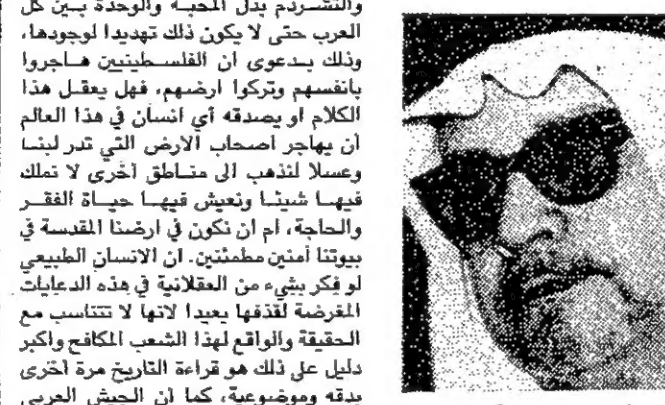 والتشرذم بدل المحبة والوحدة بين كل
العرب حتى لا يكون ذلك تهديدا لوجودها،
وذلك بدعوى ان الفلسطينيين هاجروا
بانفسهم وتركوا ارضهم، فهل يعقل هذا
الكلام او يصدقه أي انسان في هذا العالم
أن يهاجر اصحاب الارض التي تدر لبنا
وعسلا لنذهب الى مناطق اخرى لا تملك
فيها شيئا ونعيش فيها حياة الفقر
والحاجة، ام ان نكون في ارضنا المقدسة في
بيوتنا آمنين مطمئنين. ان الانسان الطبيعي
لو فكر بشيء من العقلانية في هذه الدعايات
المغرضة لقذفها بعيدا لانها لا تتناسب مع
الحقيقة والواقع لهذا الشعب المكافح واكبر
دليل على ذلك هو قراءة التاريخ مرة اخرى
بدقه وموضوعية، كما ان الجيش العربي